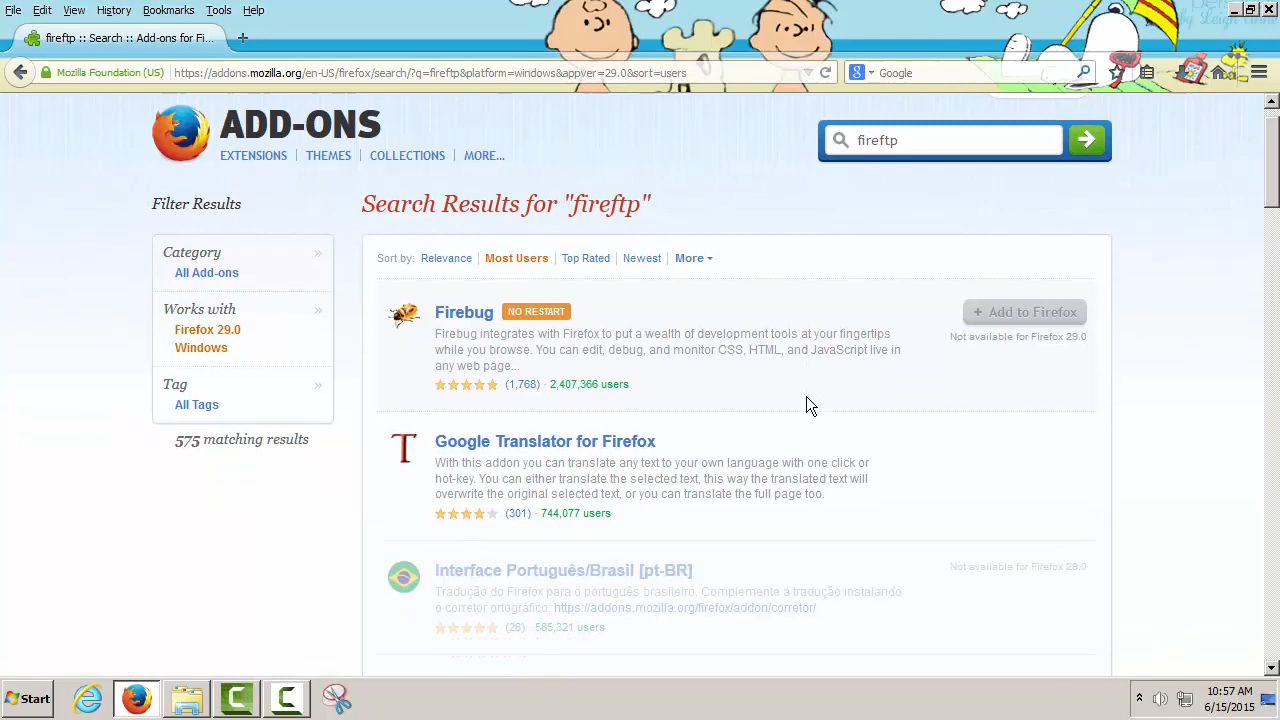 File Edit View History Bookmarks Tools Help
fireftp :: Search :: Add-ons for Fi...
Mozilla Foundation (US) https://addons.mozilla.org/en-US/firefox/search/?q=fireftp&platform=windows&appver=29.0&sort=users
Google
ADD-ONS
EXTENSIONS THEMES COLLECTIONS MORE...
fireftp
Filter Results
Search Results for "fireftp"
Category
All Add-ons
Works with
Firefox 29.0
Windows
Tag
All Tags
575 matching results
Sort by: Relevance Most Users Top Rated Newest More
Firebug NO RESTART
+ Add to Firefox
Firebug integrates with Firefox to put a wealth of development tools at your fingertips
Not available for Firefox 29.0
while you browse. You can edit, debug, and monitor CSS, HTML, and JavaScript live in
any web page...
(1,768) · 2,407,366 users
Google Translator for Firefox
With this addon you can translate any text to your own language with one click or
hot-key. You can either translate the selected text, this way the translated text will
overwrite the original selected text, or you can translate the full page too.
(301) · 744,077 users
Interface Português/Brasil [pt-BR]
Not available for Firefox 29.0
Tradução do Firefox para o português brasileiro. Complemente a tradução instalando
o corretor ortográfico: https://addons.mozilla.org/firefox/addon/corretor/
(26) 565,321 users
Start
10:57 AM
6/15/2015